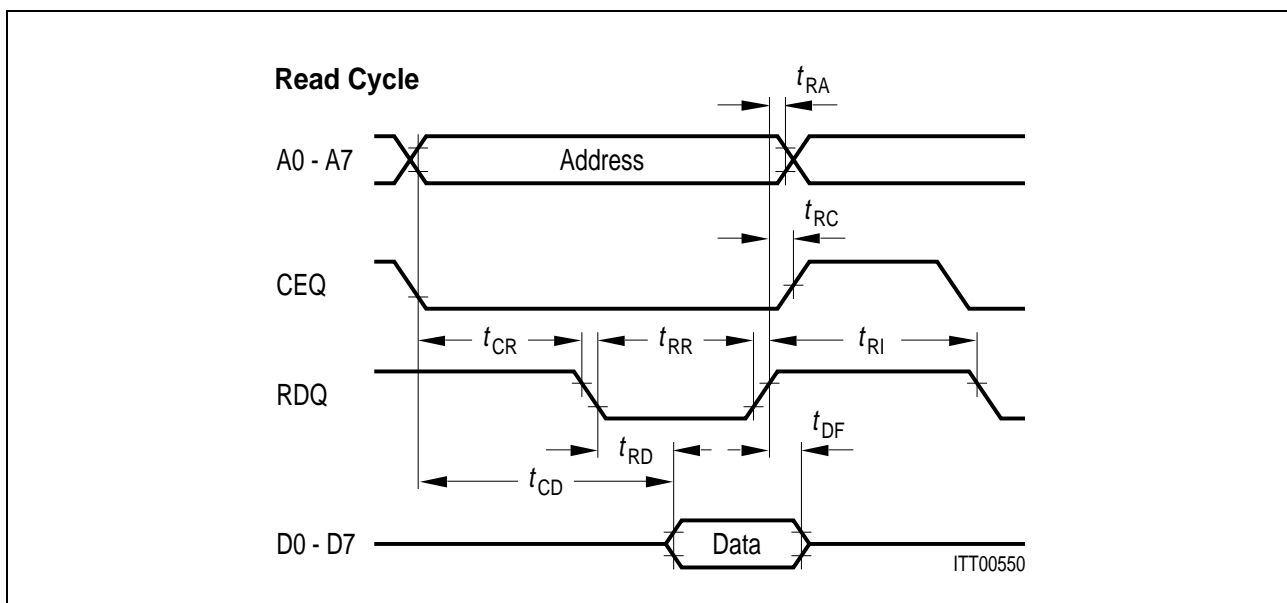 Read Cycle
tRA
A0 - A7
Address
tRC
CEQ
tCR
tRR
tRI
RDQ
tDF
tRD
tCD
D0 - D7
Data
ITT00550